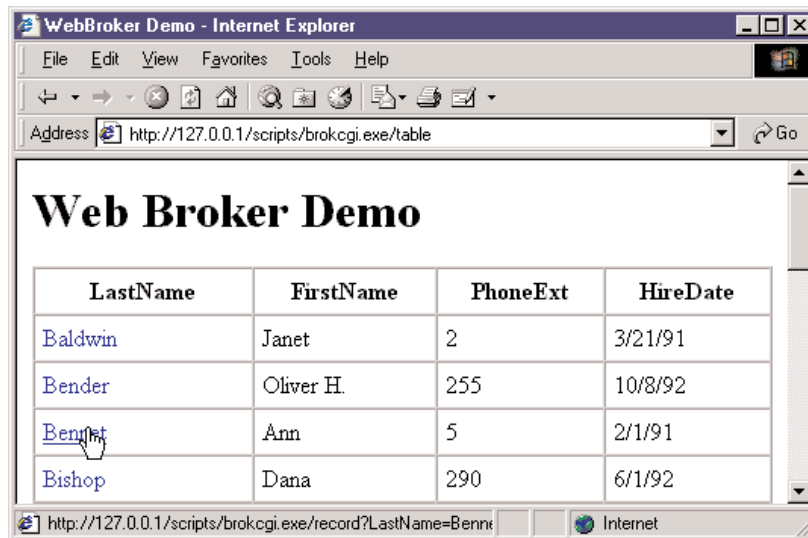 WebBroker Demo - Internet Explorer
File Edit View Favorites Tools Help
Address http://127.0.0.1/scripts/brokcgi.exe/table Go
Web Broker Demo
LastName FirstName PhoneExt HireDate
Baldwin Janet 2 3/21/91
Bender Oliver H. 255 10/8/92
Bennet Ann 5 2/1/91
Bishop Dana 290 6/1/92
http://127.0.0.1/scripts/brokcgi.exe/record?LastName=Benne Internet